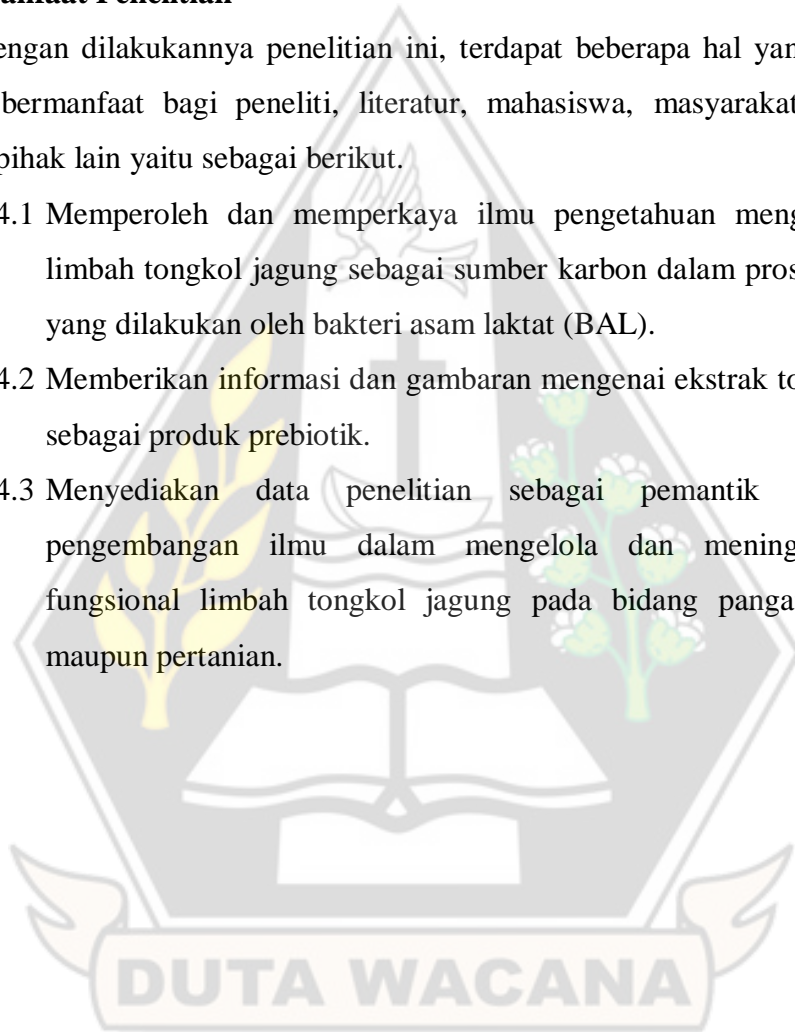 engan dilakukannya penelitian ini, terdapat beberapa hal yan
bermanfaat bagi peneliti, literatur, mahasiswa, masyarakat
pihak lain yaitu sebagai berikut.
4.1 Memperoleh dan memperkaya ilmu pengetahuan meng
limbah tongkol jagung sebagai sumber karbon dalam pros
yang dilakukan oleh bakteri asam laktat (BAL).
4.2 Memberikan informasi dan gambaran mengenai ekstrak to
sebagai produk prebiotik.
4.3 Menyediakan data penelitian sebagai pemantik
pengembangan ilmu dalam mengelola dan mening
fungsional limbah tongkol jagung pada bidang panga
maupun pertanian.
DUTA WACANA